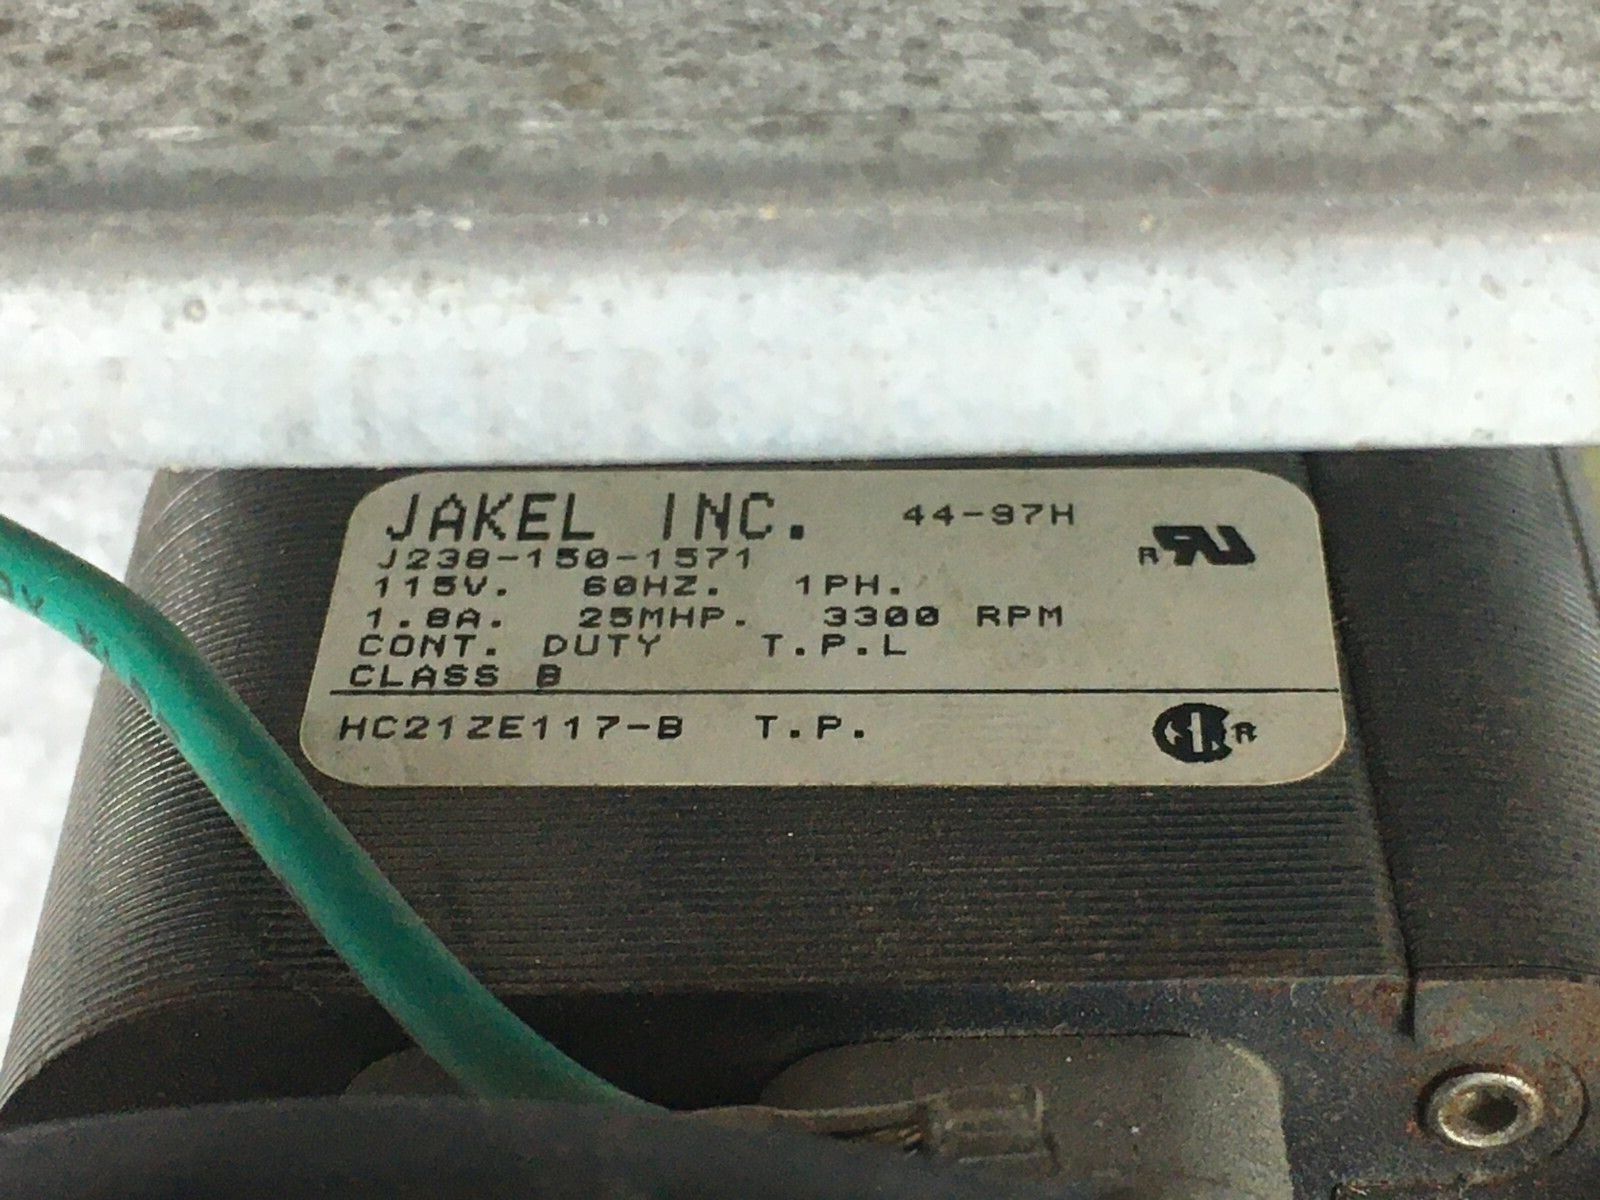 JAKEL INC. 44-97H
J238-150-1571
115V. 60HZ. 1PH.
1.8A. 25MHP. 3300 RPM
CONT. DUTY T.P.L
CLASS B
HC21ZE117-B T.P.
R RU
R